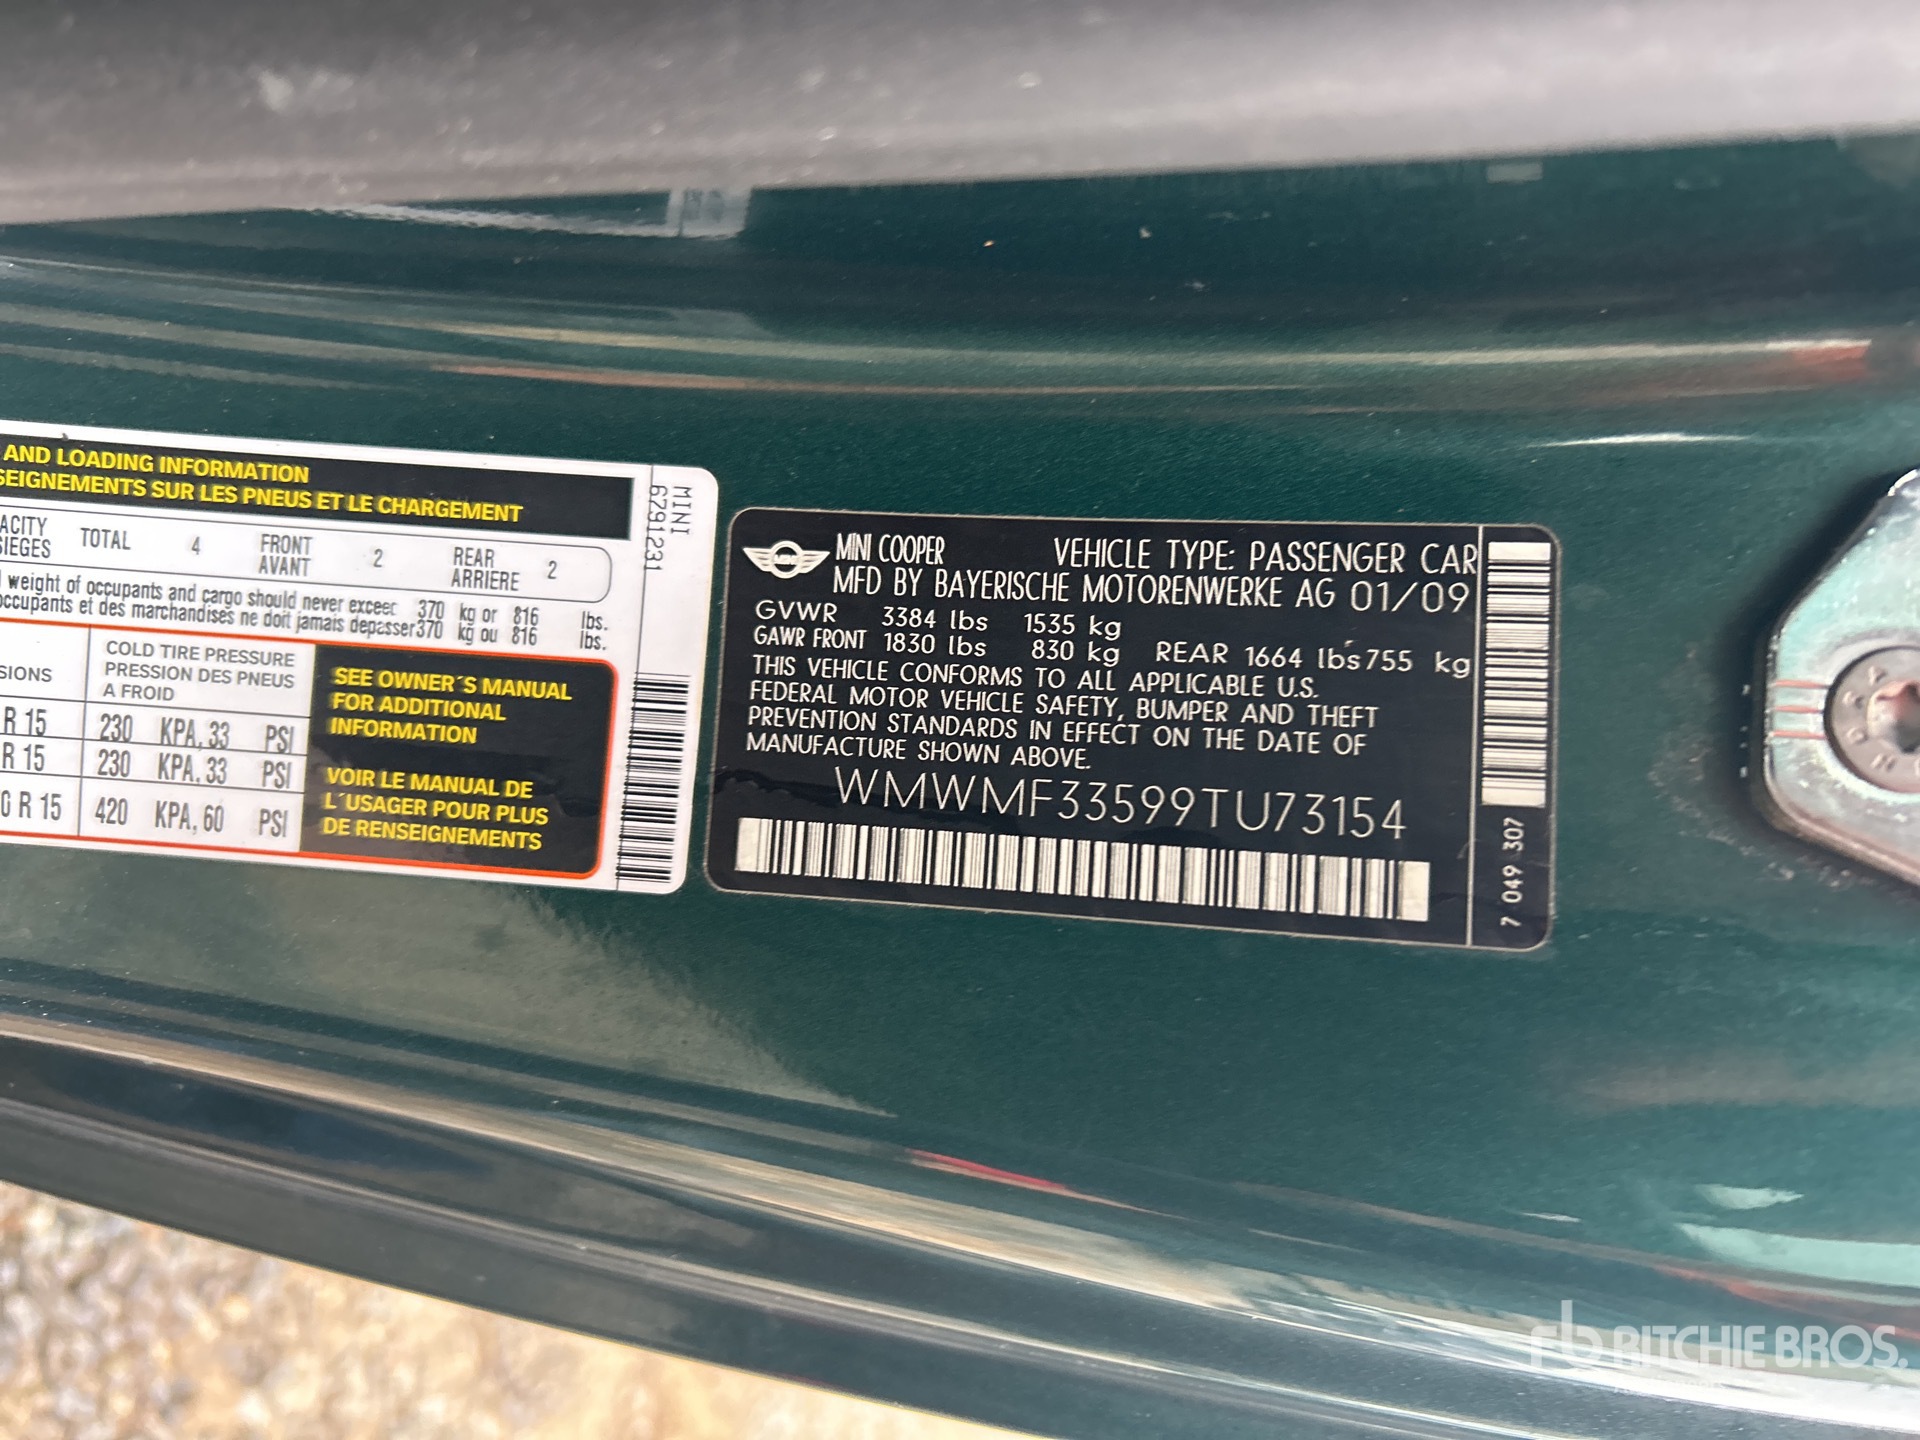 AND LOADING INFORMATION
SEIGNEMENTS SUR LES PNEUS ET LE CHARGEMENT
ACITY TOTAL 4 FRONT 2 REAR 2
SIEGES AVANT ARRIERE
weight of occupants and cargo should never exceec 370 kg or 816 lbs.
occupants et des marchandises ne doit jamais depasser 370 kg ou 816 lbs.
SIONS
COLD TIRE PRESSURE
PRESSION DES PNEUS
A FROID
R 15 230 KPA, 33 PSI
R 15 230 KPA, 33 PSI
R 15 420 KPA, 60 PSI
SEE OWNER´S MANUAL
FOR ADDITIONAL
INFORMATION
VOIR LE MANUAL DE
L´USAGER POUR PLUS
DE RENSEIGNEMENTS
MINI
6791231
MINI
MINI COOPER VEHICLE TYPE: PASSENGER CAR
MFD BY BAYERISCHE MOTORENWERKE AG 01/09
GVWR 3384 lbs 1535 kg
GAWR FRONT 1830 lbs 830 kg REAR 1664 lbs 755 kg
THIS VEHICLE CONFORMS TO ALL APPLICABLE U.S.
FEDERAL MOTOR VEHICLE SAFETY, BUMPER AND THEFT
PREVENTION STANDARDS IN EFFECT ON THE DATE OF
MANUFACTURE SHOWN ABOVE.
WMWMF33599TU73154
7 049 307
rb RITCHIE BROS.